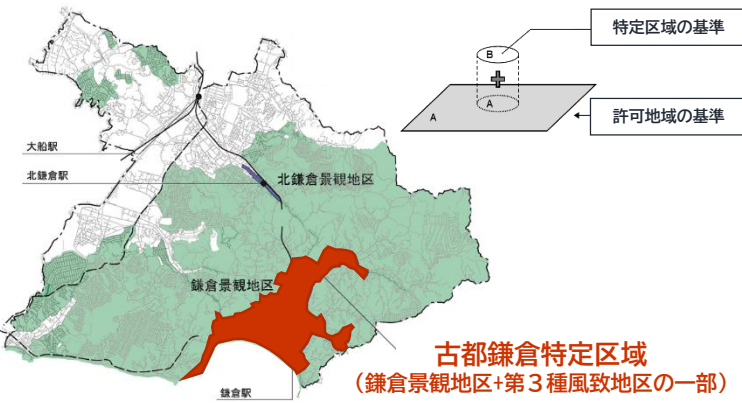 特定区域の基準
B
A
A
許可地域の基準
大船駅
北鎌倉駅
北鎌倉景観地区
鎌倉景観地区
古都鎌倉特定区域
（鎌倉景観地区+第３種風致地区の一部）
鎌倉駅